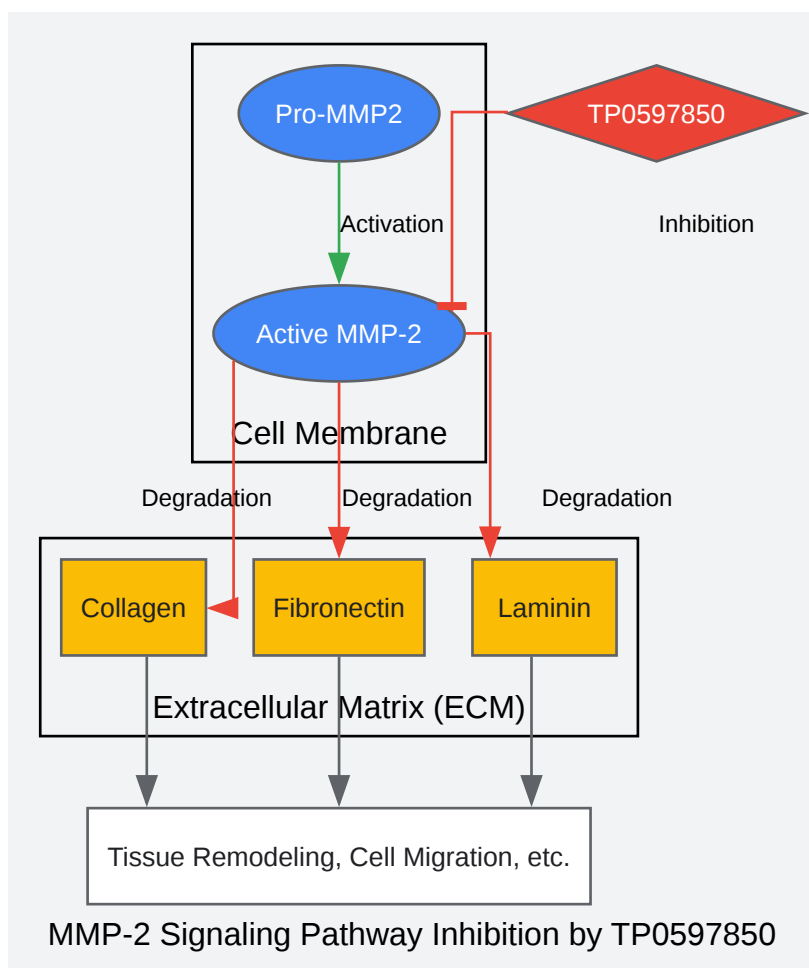 Pro-MMP2
TP0597850
Activation
Inhibition
Active MMP-2
Cell Membrane
Degradation
Degradation
Degradation
Collagen
Fibronectin
Laminin
Extracellular Matrix (ECM)
Tissue Remodeling, Cell Migration, etc.
MMP-2 Signaling Pathway Inhibition by TP0597850